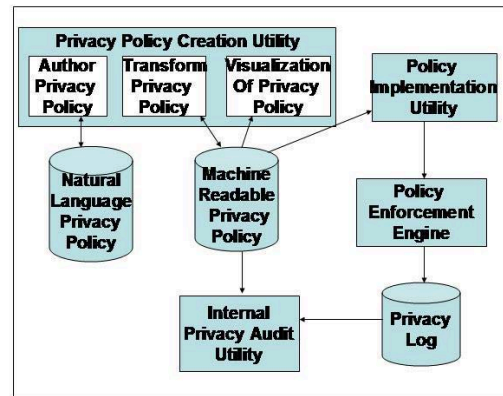 Privacy Policy Creation Utility
Author
Privacy
Policy
Transform
Privacy
Policy
Visualization
Of Privacy
Policy
Policy
Implementation
Utility
Natural
Language
Privacy
Policy
Machine
Readable
Privacy
Policy
Policy
Enforcement
Engine
Internal
Privacy Audit
Utility
Privacy
Log